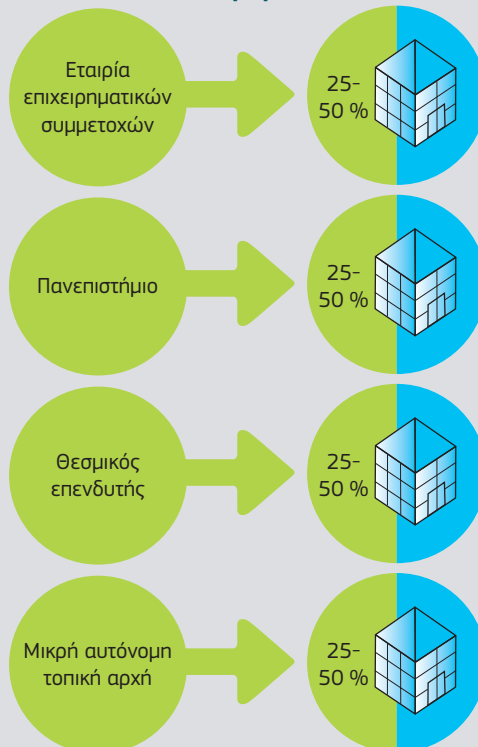 Εταιρία
επιχειρηματικών
συμμετοχών
25-
50 %
Πανεπιστήμιο
25-
50 %
Θεσμικός
επενδυτής
25-
50 %
Μικρή αυτόνομη
τοπική αρχή
25-
50 %